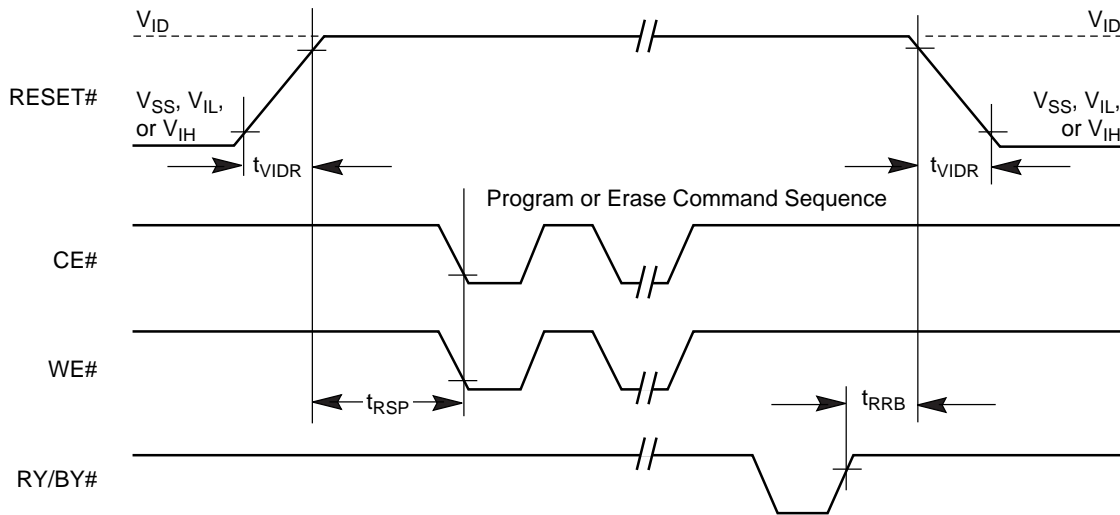 VID
VID
RESET#
VSS, VIL,
or VIH
VSS, VIL,
or VIH
tVIDR
tVIDR
Program or Erase Command Sequence
CE#
WE#
tRSP
tRRB
RY/BY#